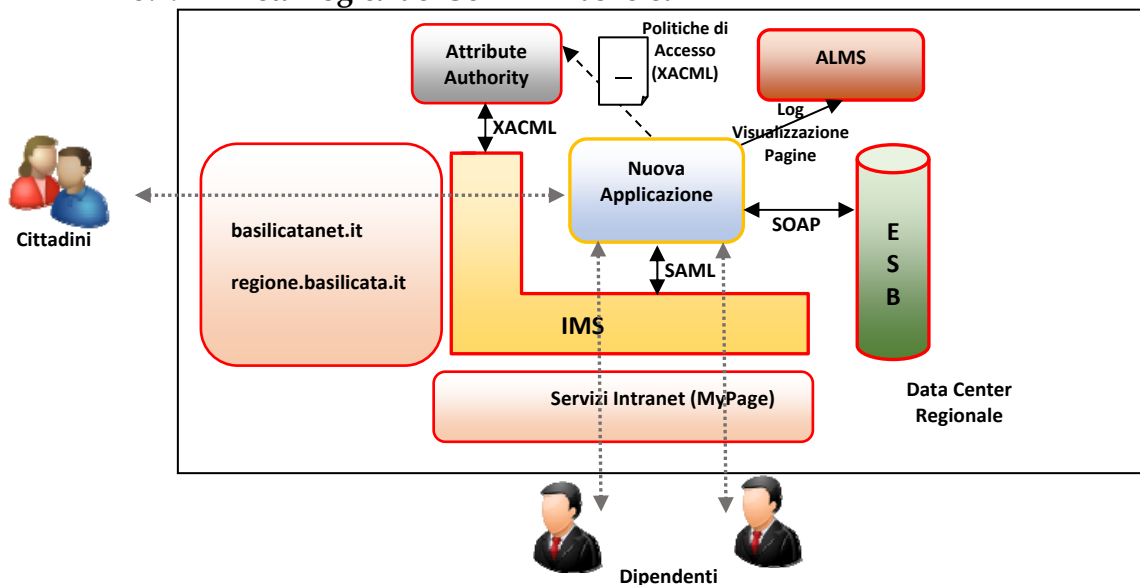 Politiche di
Accesso
(XACML)
Attribute
Authority
ALMS
XACML
Log
Visualizzazione
Pagine
Nuova
Applicazione
Cittadini
basilicatanet.it
regione.basilicata.it
SOAP
E
S
B
SAML
IMS
Servizi Intranet (MyPage)
Data Center
Regionale
Dipendenti